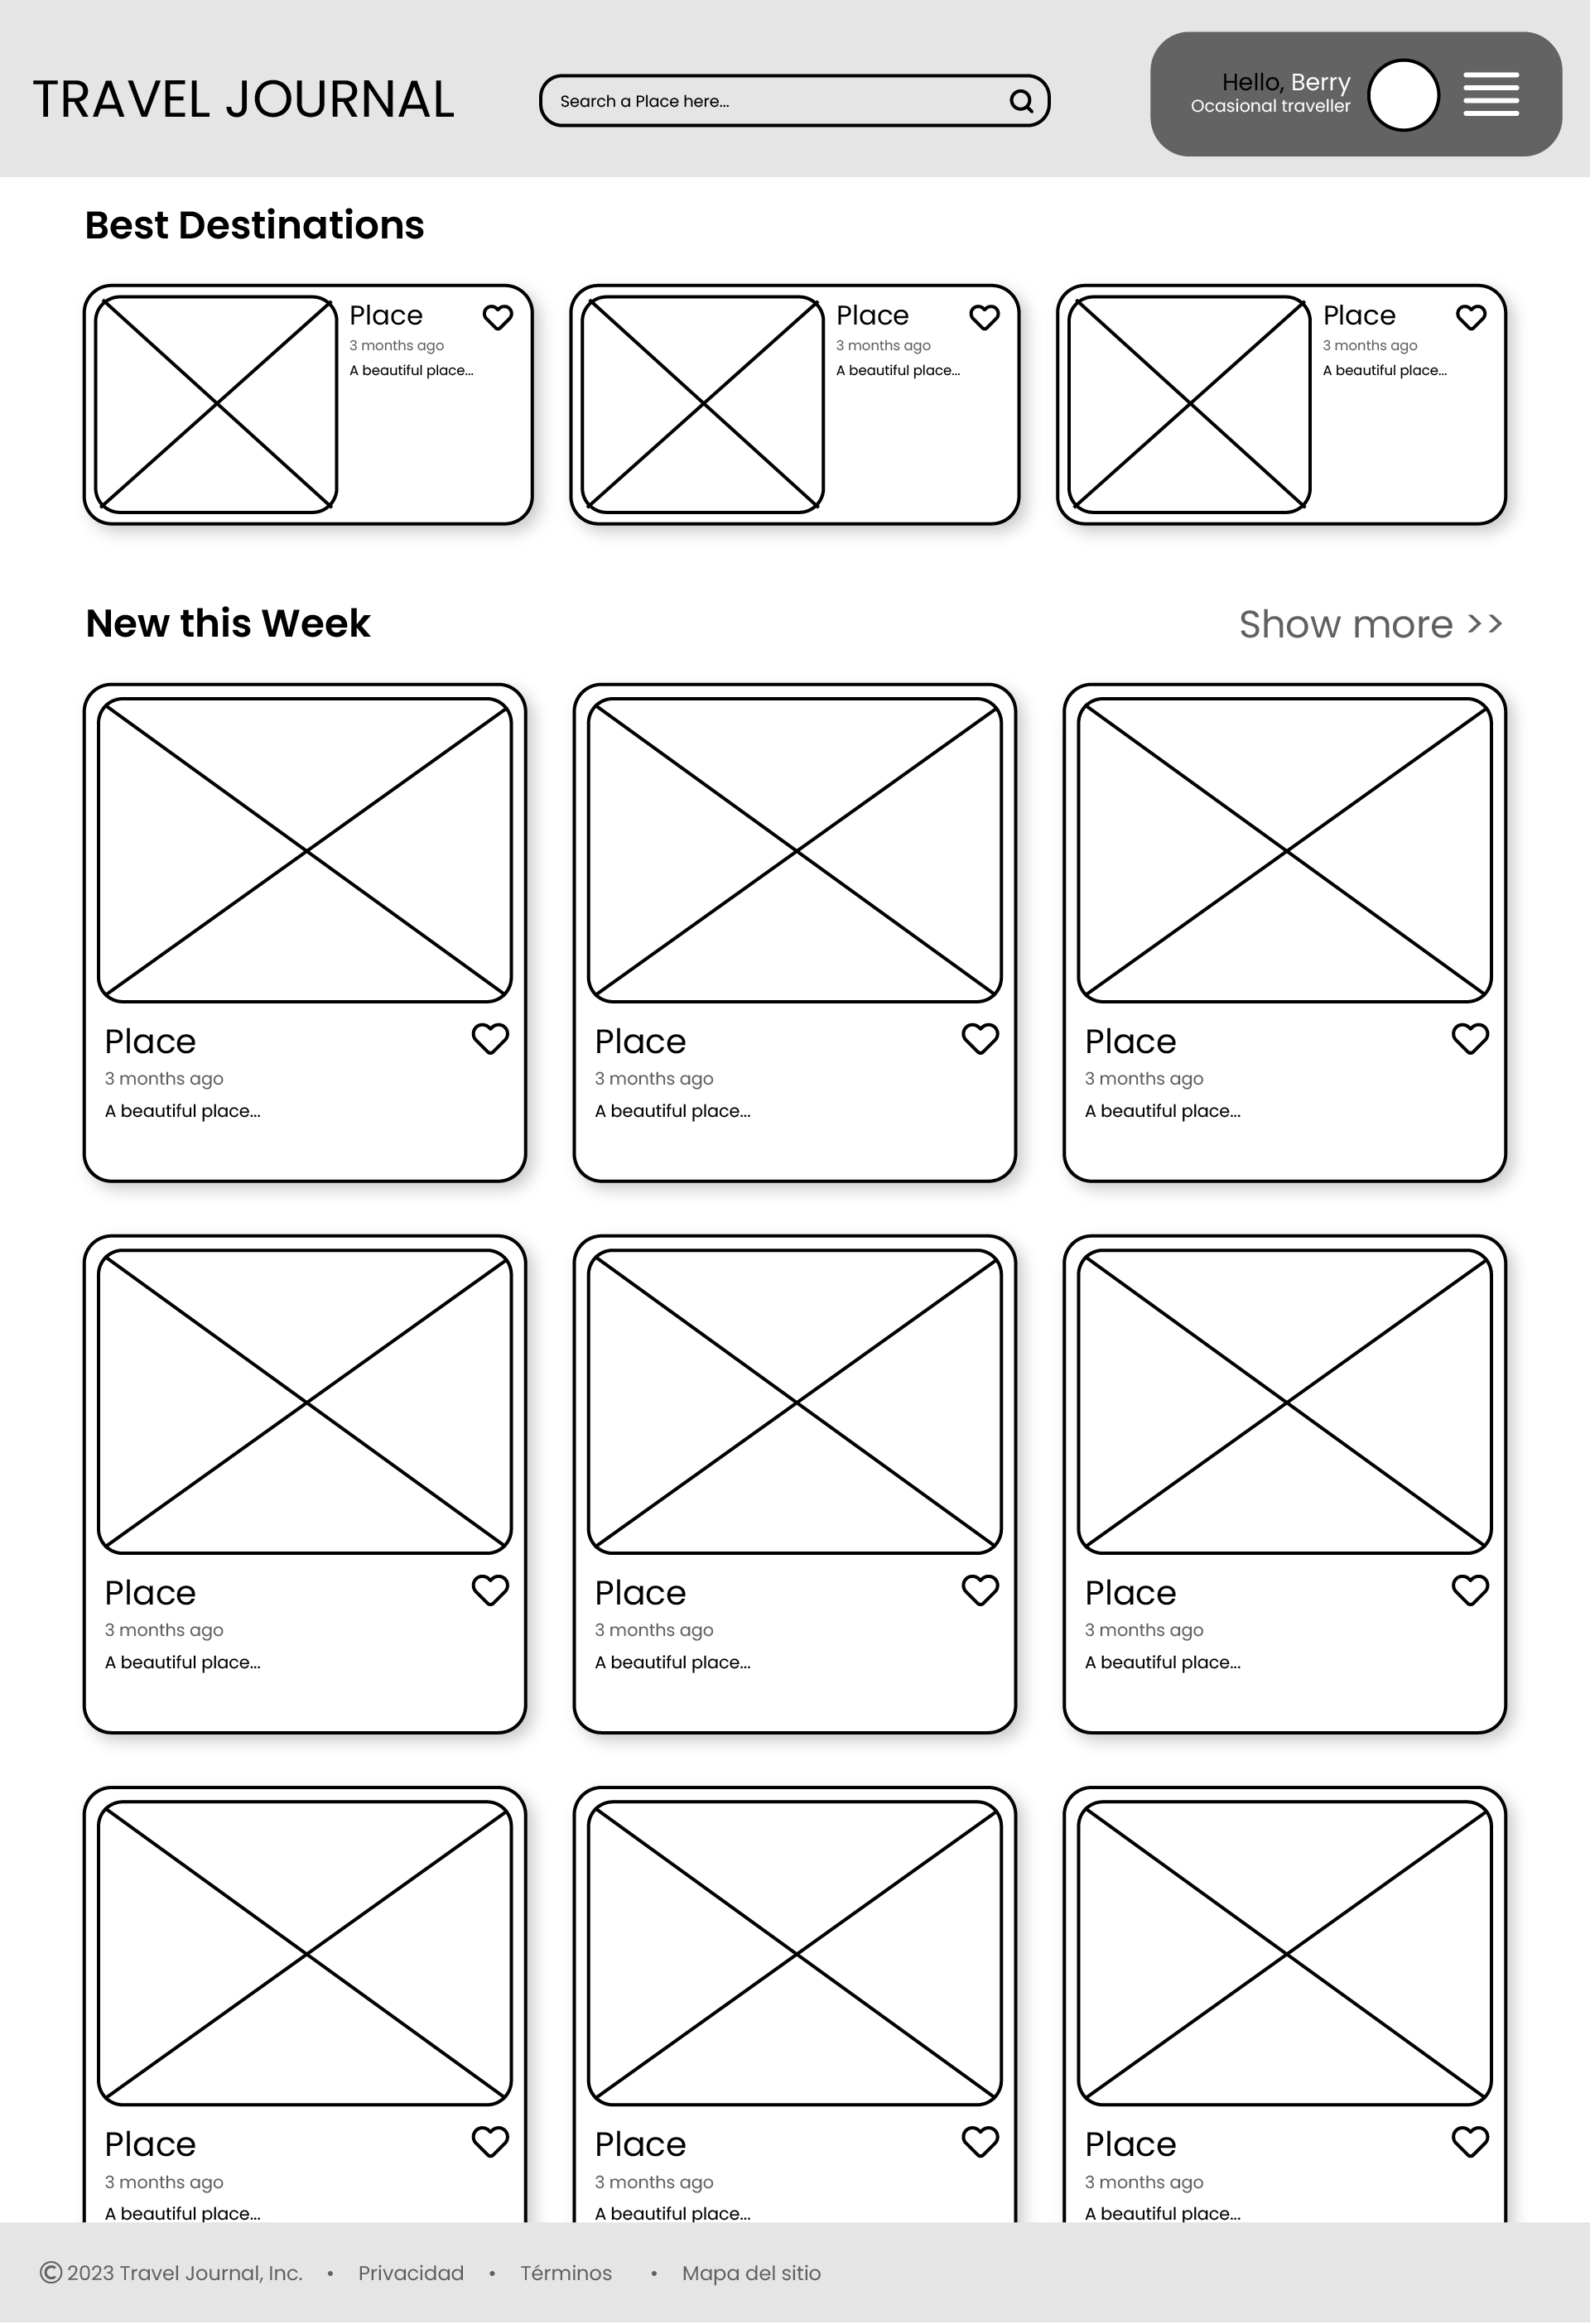 TRAVEL JOURNAL
Search a Place here...
Hello, Berry
Ocasional traveller
Best Destinations
Place
3 months ago
A beautiful place...
Place
3 months ago
A beautiful place...
Place
3 months ago
A beautiful place...
New this Week
Show more >>
Place
3 months ago
A beautiful place...
Place
3 months ago
A beautiful place...
Place
3 months ago
A beautiful place...
Place
3 months ago
A beautiful place...
Place
3 months ago
A beautiful place...
Place
3 months ago
A beautiful place...
Place
3 months ago
A beautiful place...
Place
3 months ago
A beautiful place...
Place
3 months ago
A beautiful place...
© 2023 Travel Journal, Inc. • Privacidad • Términos • Mapa del sitio